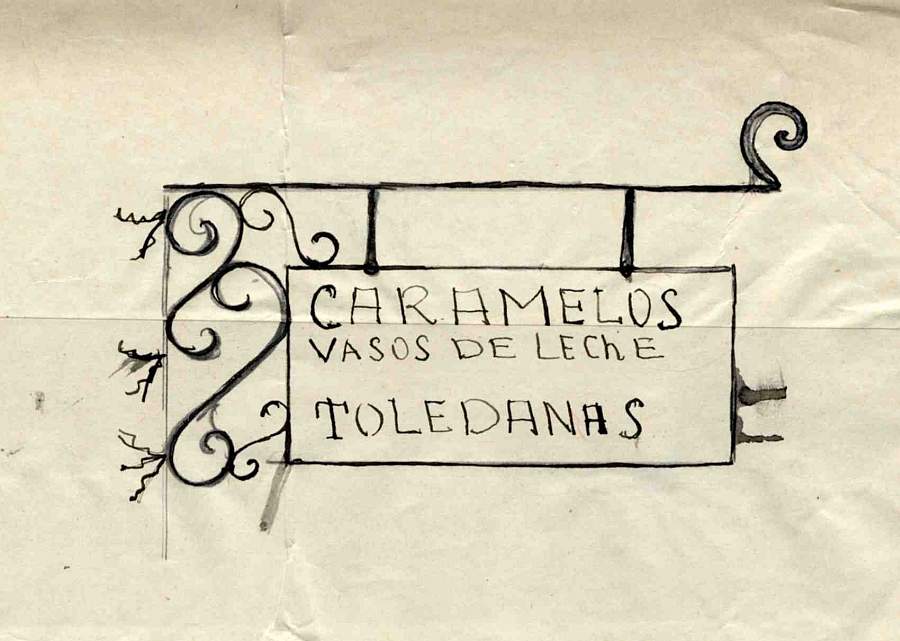 CARAMELOS
VASOS DE LEChE
TOLEDANAS